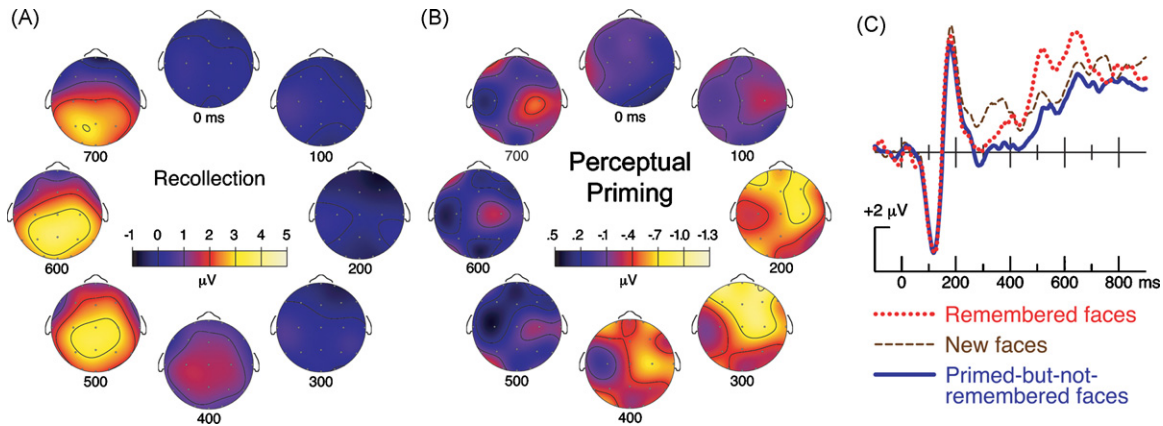 (A)
0 ms
100
200
300
400
500
600
700
Recollection
-1 0 1 2 3 4 5
μV
(B)
0 ms
100
200
300
400
500
600
700
Perceptual
Priming
.5 .2 -.1 -.4 -.7 -1.0 -1.3
μV
(C)
+2 μV
0 200 400 600 800 ms
Remembered faces
New faces
Primed-but-not-
remembered faces